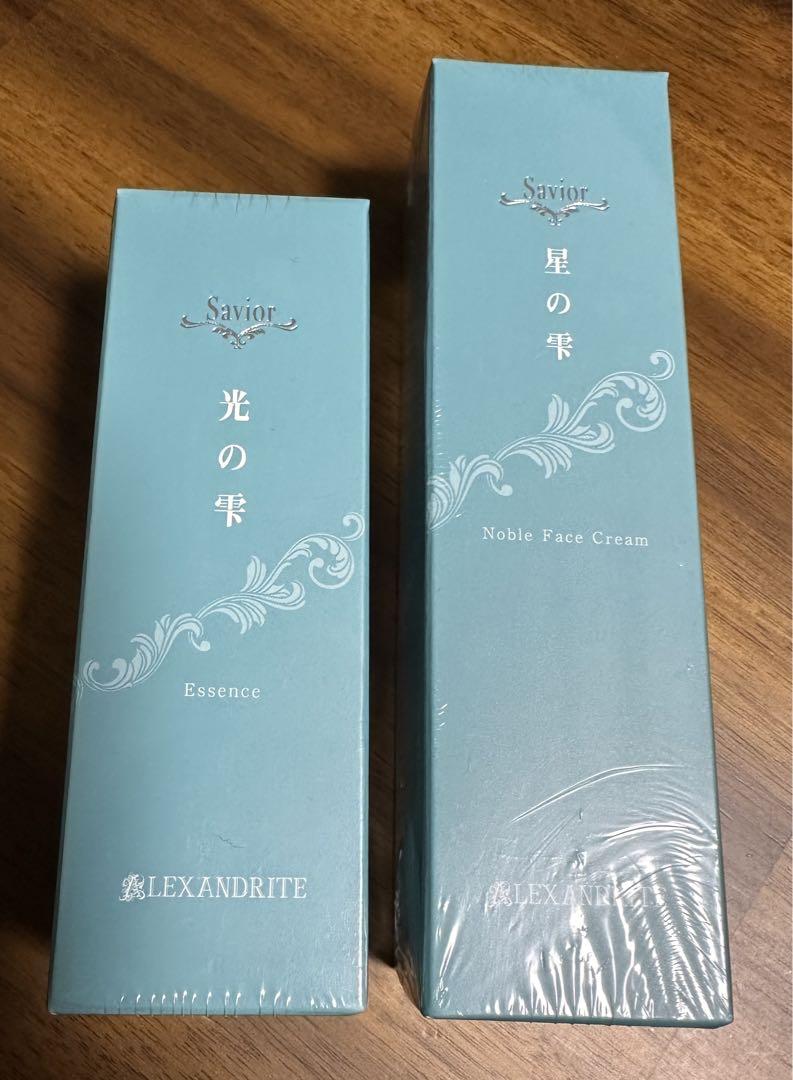 Savior
光の雫
Essence
ALEXANDRITE
Savior
星の雫
Noble Face Cream
ALEXANDRITE